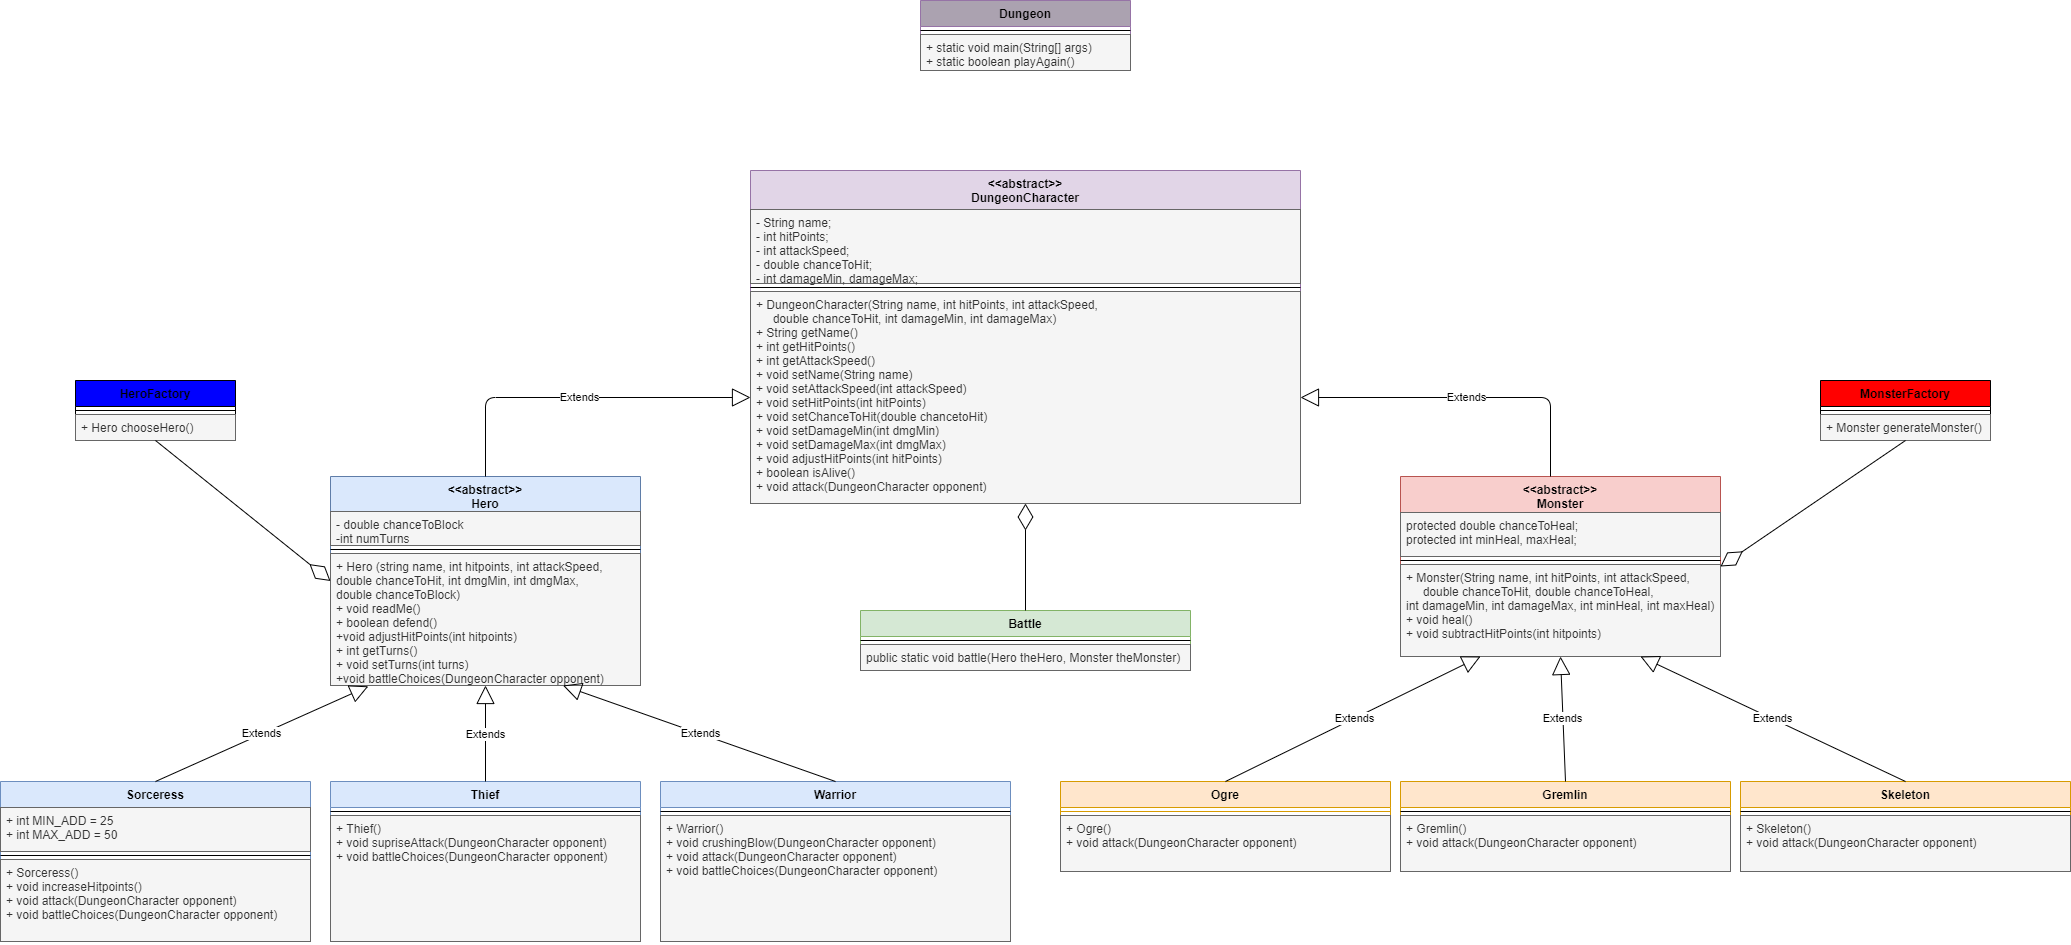 Dungeon
+ static void main(String[] args)
+ static boolean playAgain()
<<abstract>>
DungeonCharacter
- String name;
- int hitPoints;
- int attackSpeed;
- double chanceToHit;
- int damageMin, damageMax;
+ DungeonCharacter(String name, int hitPoints, int attackSpeed,
double chanceToHit, int damageMin, int damageMax)
+ String getName()
+ int getHitPoints()
+ int getAttackSpeed()
+ void setName(String name)
+ void setAttackSpeed(int attackSpeed)
+ void setHitPoints(int hitPoints)
+ void setChanceToHit(double chancetoHit)
+ void setDamageMin(int dmgMin)
+ void setDamageMax(int dmgMax)
+ void adjustHitPoints(int hitPoints)
+ boolean isAlive()
+ void attack(DungeonCharacter opponent)
Extends
Extends
HeroFactory
+ Hero chooseHero()
MonsterFactory
+ Monster generateMonster()
<<abstract>>
Hero
- double chanceToBlock
-int numTurns
+ Hero (string name, int hitpoints, int attackSpeed,
double chanceToHit, int dmgMin, int dmgMax,
double chanceToBlock)
+ void readMe()
+ boolean defend()
+void adjustHitPoints(int hitpoints)
+ int getTurns()
+ void setTurns(int turns)
+void battleChoices(DungeonCharacter opponent)
Battle
public static void battle(Hero theHero, Monster theMonster)
<<abstract>>
Monster
protected double chanceToHeal;
protected int minHeal, maxHeal;
+ Monster(String name, int hitPoints, int attackSpeed,
double chanceToHit, double chanceToHeal,
int damageMin, int damageMax, int minHeal, int maxHeal)
+ void heal()
+ void subtractHitPoints(int hitpoints)
Extends
Extends
Extends
Extends
Extends
Extends
Sorceress
+ int MIN_ADD = 25
+ int MAX_ADD = 50
+ Sorceress()
+ void increaseHitpoints()
+ void attack(DungeonCharacter opponent)
+ void battleChoices(DungeonCharacter opponent)
Thief
+ Thief()
+ void supriseAttack(DungeonCharacter opponent)
+ void battleChoices(DungeonCharacter opponent)
Warrior
+ Warrior()
+ void crushingBlow(DungeonCharacter opponent)
+ void attack(DungeonCharacter opponent)
+ void battleChoices(DungeonCharacter opponent)
Ogre
+ Ogre()
+ void attack(DungeonCharacter opponent)
Gremlin
+ Gremlin()
+ void attack(DungeonCharacter opponent)
Skeleton
+ Skeleton()
+ void attack(DungeonCharacter opponent)